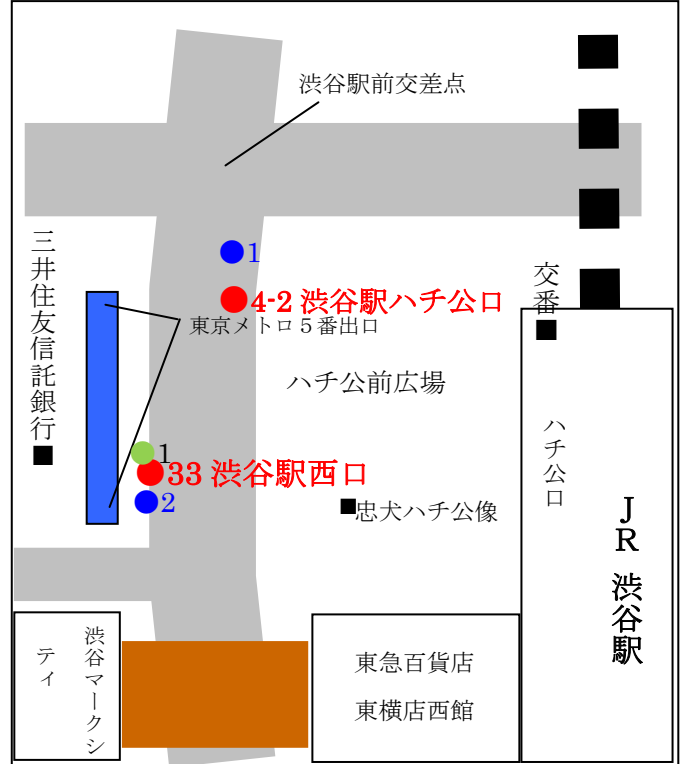 渋谷駅前交差点
三井住友信託銀行
1
4-2 渋谷駅ハチ公口
交番
東京メトロ５番出口
ハチ公前広場
ハチ公口
1
33 渋谷駅西口
2
忠犬ハチ公像
JR 渋谷駅
渋谷マークシ
ティ
東急百貨店
東横店西館